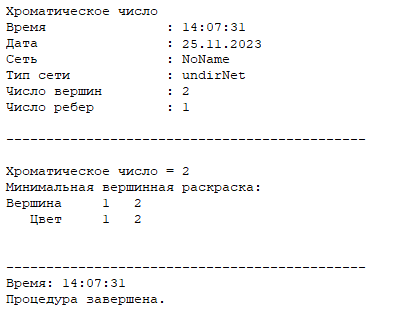 Хроматическое число
Время : 14:07:31
Дата : 25.11.2023
Сеть : NoName
Тип сети : undirNet
Число вершин : 2
Число ребер : 1
---------------------------------------------
Хроматическое число = 2
Минимальная вершинная раскраска:
Вершина 1 2
Цвет 1 2
---------------------------------------------
Время: 14:07:31
Процедура завершена.